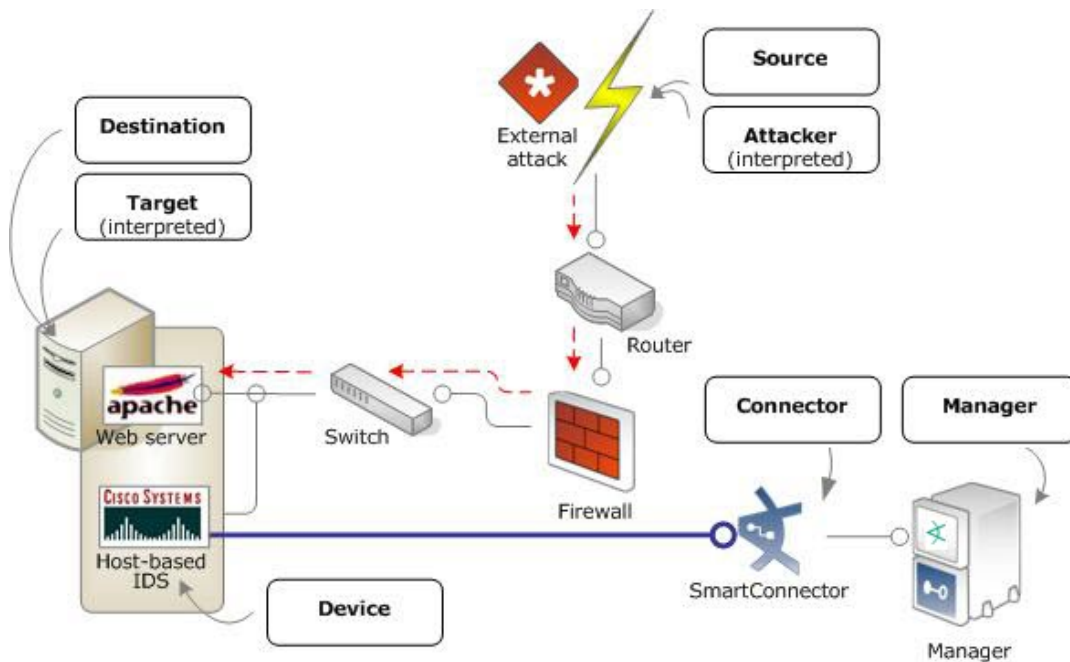 Source
External
attack
Attacker
(interpreted)
Destination
Target
(interpreted)
Router
apache
Web server
Switch
Firewall
Connector
Manager
CISCO SYSTEMS
Host-based
IDS
SmartConnector
Device
Manager